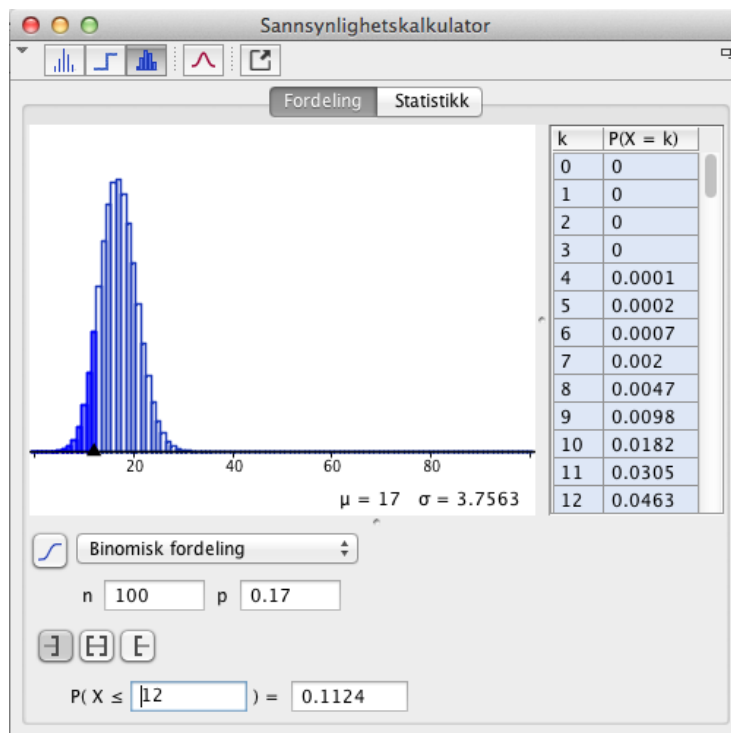 Sannsynlighetskalkulator
Fordeling Statistikk
k P(X = k)
0 0
1 0
2 0
3 0
4 0.0001
5 0.0002
6 0.0007
7 0.002
8 0.0047
9 0.0098
10 0.0182
11 0.0305
12 0.0463
20 40 60 80
μ = 17 σ = 3.7563
Binomisk fordeling
n 100 p 0.17
P( X ≤ 12 ) = 0.1124